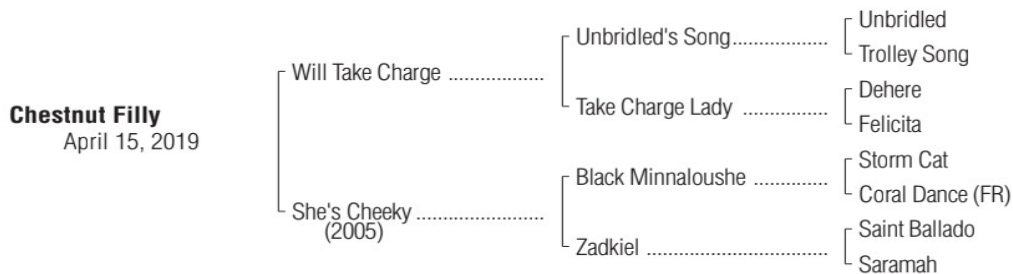 Chestnut Filly
April 15, 2019
Will Take Charge ....................
She's Cheeky ...........................
(2005)
Unbridled's Song....................
Take Charge Lady ..................
Black Minnaloushe ................
Zadkiel ......................................
Unbridled
Trolley Song
Dehere
Felicita
Storm Cat
Coral Dance (FR)
Saint Ballado
Saramah